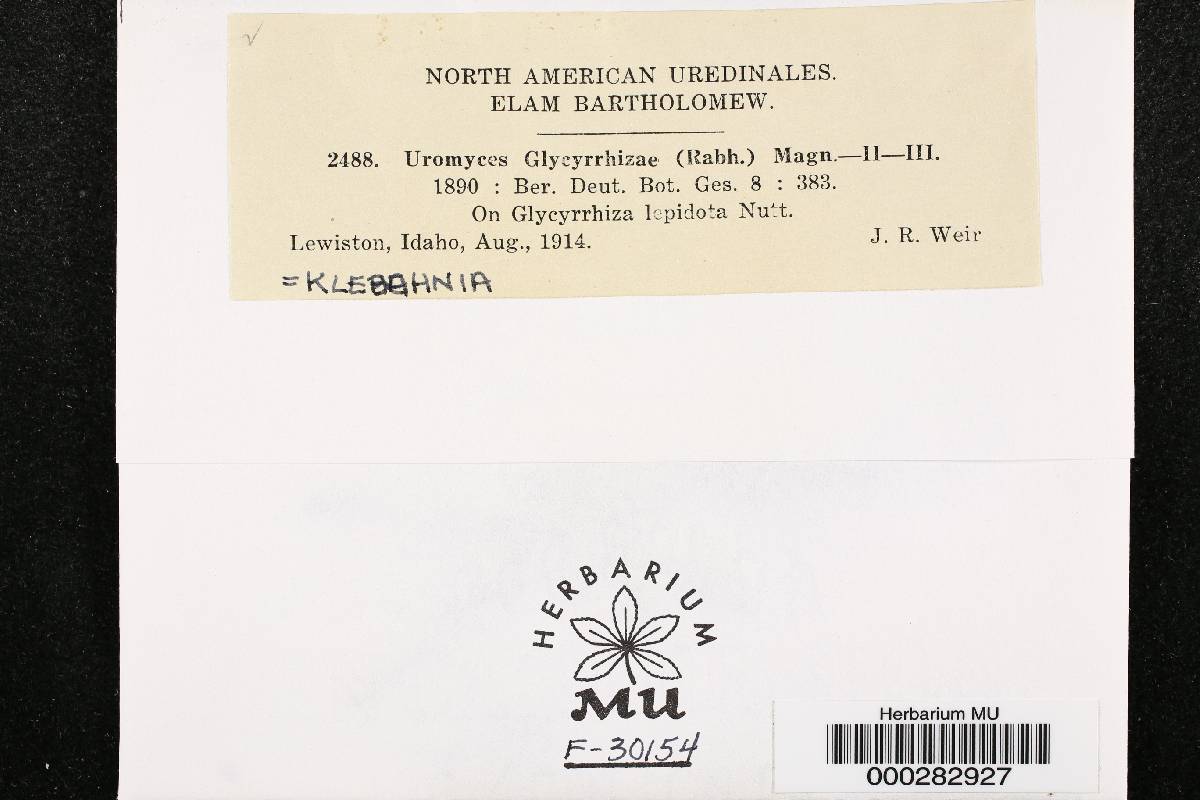 NORTH AMERICAN UREDINALES.
ELAM BARTHOLOMEW.
2488. Uromyces Glycyrrhizae (Rabh.) Magn.—II—III.
1890 : Ber. Deut. Bot. Ges. 8 : 383.
On Glycyrrhiza lepidota Nutt.
Lewiston, Idaho, Aug., 1914. J. R. Weir
=KLEBAHNIA
HERBARIUM
MU
F-30154
Herbarium MU
000282927